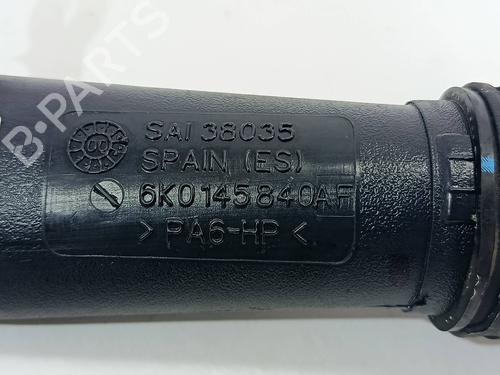 B-PARTS
SAI 38035
SPAIN (ES)
6K0145840AF
> PA6-HP <